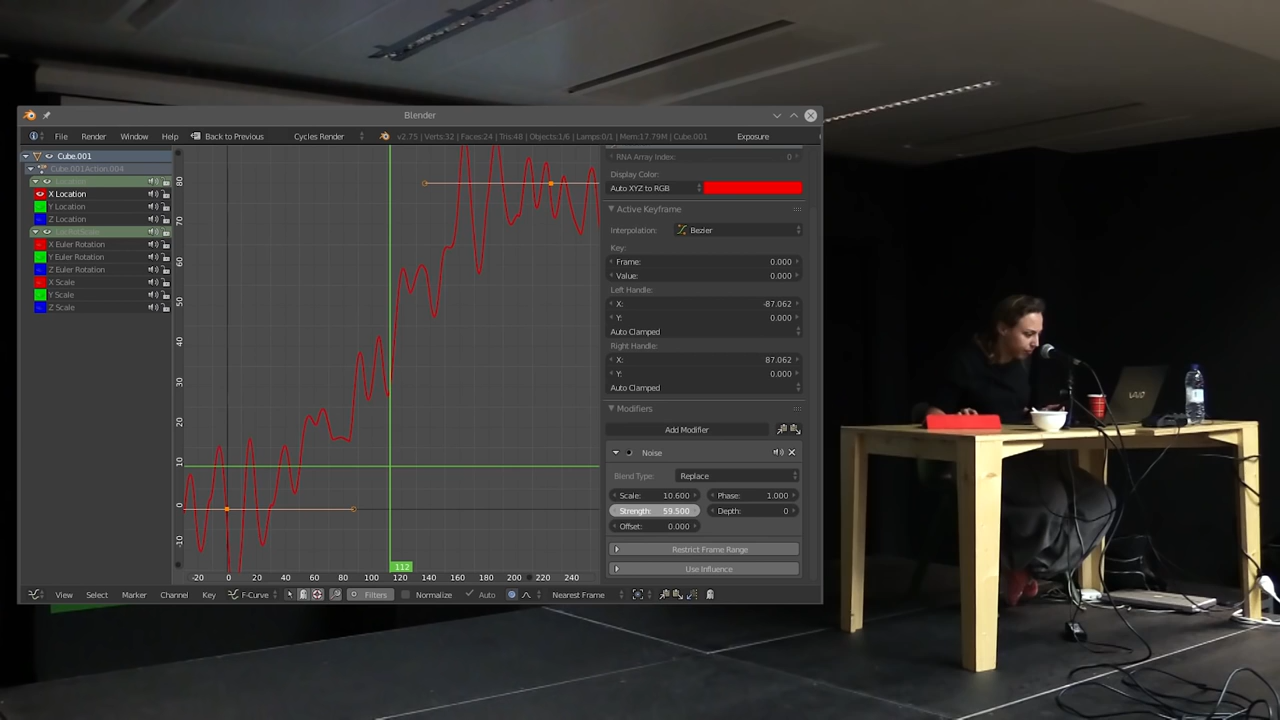 Blender
File Render Window Help Back to Previous Cycles Render v2.75 | Verts:32 | Faces:24 | Tris:48 | Objects:1/6 | Lamps:0/1 | Mem:17.79M | Cube.001 Exposure
Cube.001
Cube.001Action.004
Location
X Location
Y Location
Z Location
LocRotScale
X Euler Rotation
Y Euler Rotation
Z Euler Rotation
X Scale
Y Scale
Z Scale
80
70
60
50
40
30
20
10
0
-10
112
-20 0 20 40 60 80 100 120 140 160 180 200 220 240
RNA Array Index: 0
Display Color:
Auto XYZ to RGB
Active Keyframe
Interpolation: Bezier
Key:
Frame: 0.000
Value: 0.000
Left Handle:
X: -87.062
Y: 0.000
Auto Clamped
Right Handle:
X: 87.062
Y: 0.000
Auto Clamped
Modifiers
Add Modifier
Noise
Blend Type: Replace
Scale: 10.600 Phase: 1.000
Strength: 59.500 Depth: 0
Offset: 0.000
Restrict Frame Range
Use Influence
View Select Marker Channel Key F-Curve Filters Normalize Auto Nearest Frame
VAIO